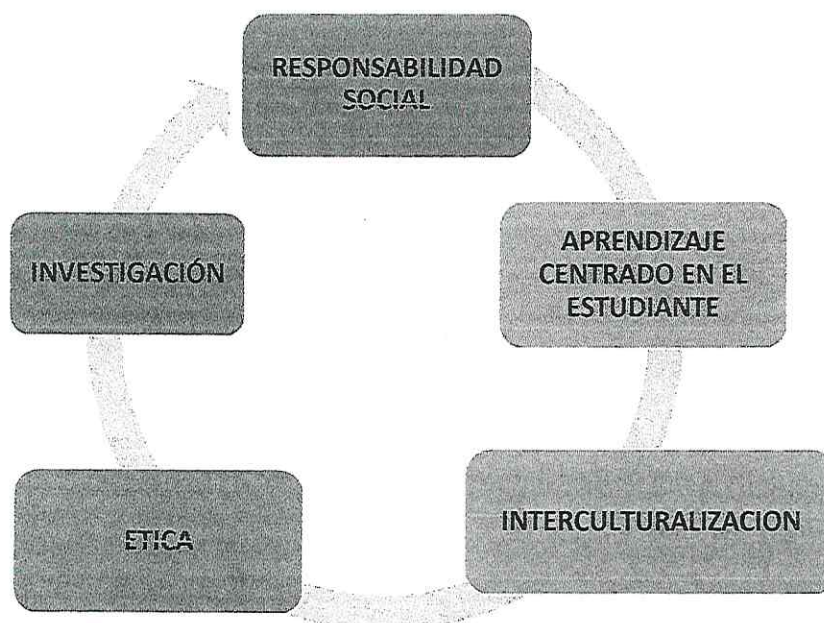 RESPONSABILIDAD
SOCIAL
APRENDIZAJE
CENTRADO EN EL
ESTUDIANTE
INTERCULTURALIZACION
ETICA
INVESTIGACIÓN